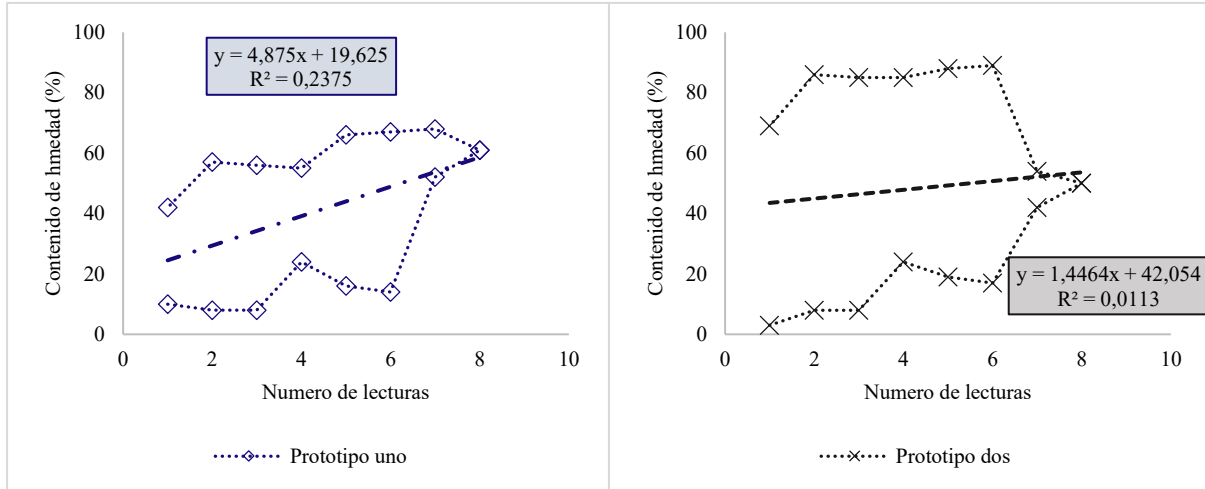 100
80
60
40
20
0
0 2 4 6 8 10
Contenido de hmedad (%)
Numero de lecturas
y = 4,875x + 19,625
R² = 0,2375
Prototipo uno
100
80
60
40
20
0
0 2 4 6 8 10
Contenido de hmedad (%)
Numero de lecturas
y = 1,4464x + 42,054
R² = 0,0113
Prototipo dos